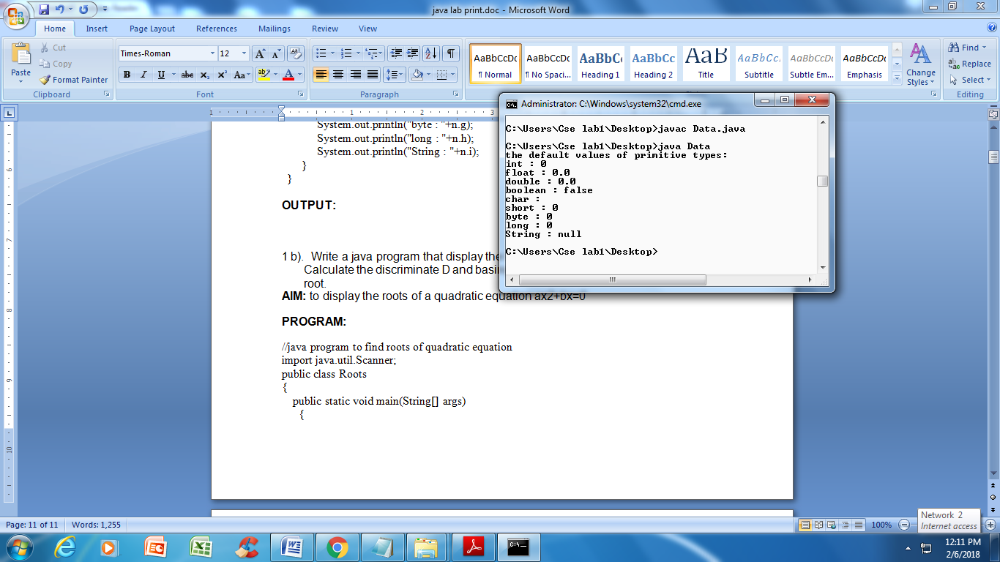 java lab print.doc - Microsoft Word
Home Insert Page Layout References Mailings Review View
Paste
Cut
Copy
Format Painter
Clipboard
Times-Roman 12
B I U abc x₂ x² Aa ab A
Font
Paragraph
AaBbCcDc ¶ Normal
AaBbCcDc ¶ No Spaci...
AaBbC Heading 1
AaBbCc Heading 2
AaB Title
AaBbCc. Subtitle
AaBbCcDc Subtle Em...
AaBbCcDc Emphasis
Change Styles
Find
Replace
Select
Editing
System.out.println("byte : "+n.g);
System.out.println("long : "+n.h);
System.out.println("String : "+n.i);
}
}
OUTPUT:
1 b). Write a java program that display the
Calculate the discriminate D and basin
root.
AIM: to display the roots of a quadratic equation ax2+bx=0
PROGRAM:
//java program to find roots of quadratic equation
import java.util.Scanner;
public class Roots
{
public static void main(String[] args)
{
Administrator: C:\Windows\system32\cmd.exe
C:\Users\Cse lab1\Desktop>javac Data.java
C:\Users\Cse lab1\Desktop>java Data
the default values of primitive types:
int : 0
float : 0.0
double : 0.0
boolean : false
char :
short : 0
byte : 0
long : 0
String : null
C:\Users\Cse lab1\Desktop>
Page: 11 of 11 Words: 1,255
100%
Network 2
Internet access
12:11 PM
2/6/2018